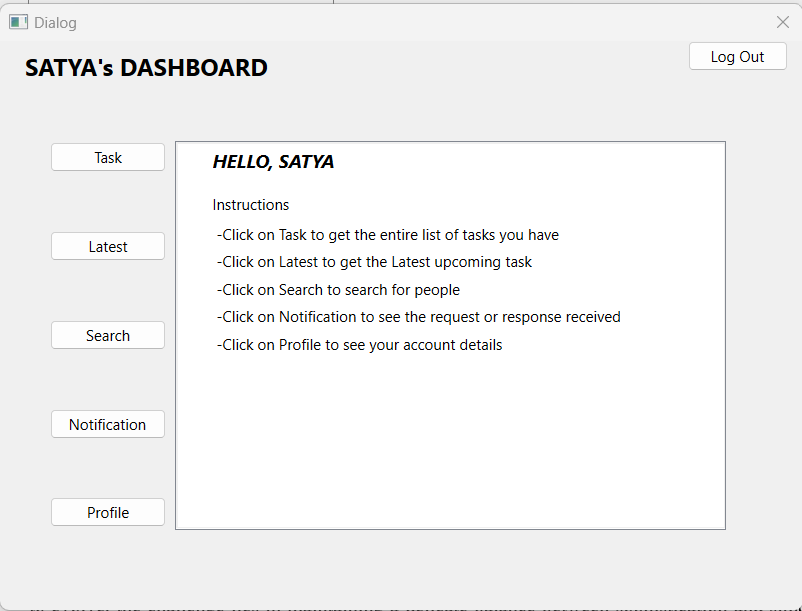 Dialog
SATYA's DASHBOARD
Log Out
Task
Latest
Search
Notification
Profile
HELLO, SATYA
Instructions
-Click on Task to get the entire list of tasks you have
-Click on Latest to get the Latest upcoming task
-Click on Search to search for people
-Click on Notification to see the request or response received
-Click on Profile to see your account details